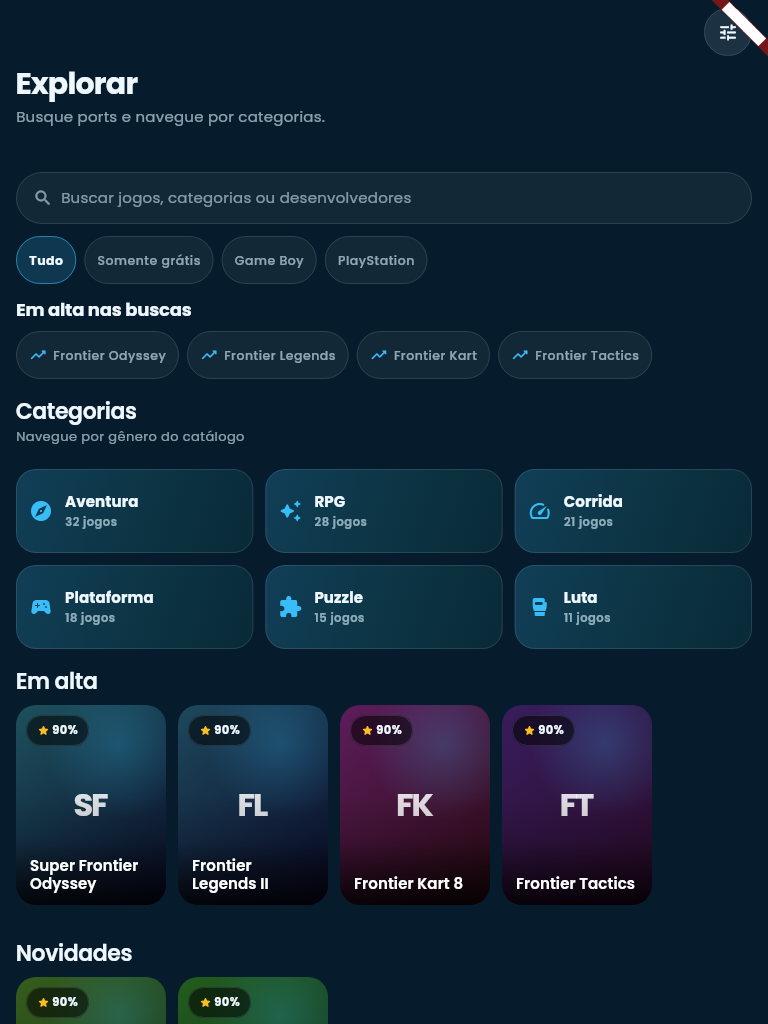 Explorar
Busque ports e navegue por categorias.
Buscar jogos, categorias ou desenvolvedores
Tudo
Somente grátis
Game Boy
PlayStation
Em alta nas buscas
Frontier Odyssey
Frontier Legends
Frontier Kart
Frontier Tactics
Categorias
Navegue por gênero do catálogo
Aventura
32 jogos
RPG
28 jogos
Corrida
21 jogos
Plataforma
18 jogos
Puzzle
15 jogos
Luta
11 jogos
Em alta
90%
SF
Super Frontier
Odyssey
90%
FL
Frontier
Legends II
90%
FK
Frontier Kart 8
90%
FT
Frontier Tactics
Novidades
90%
90%